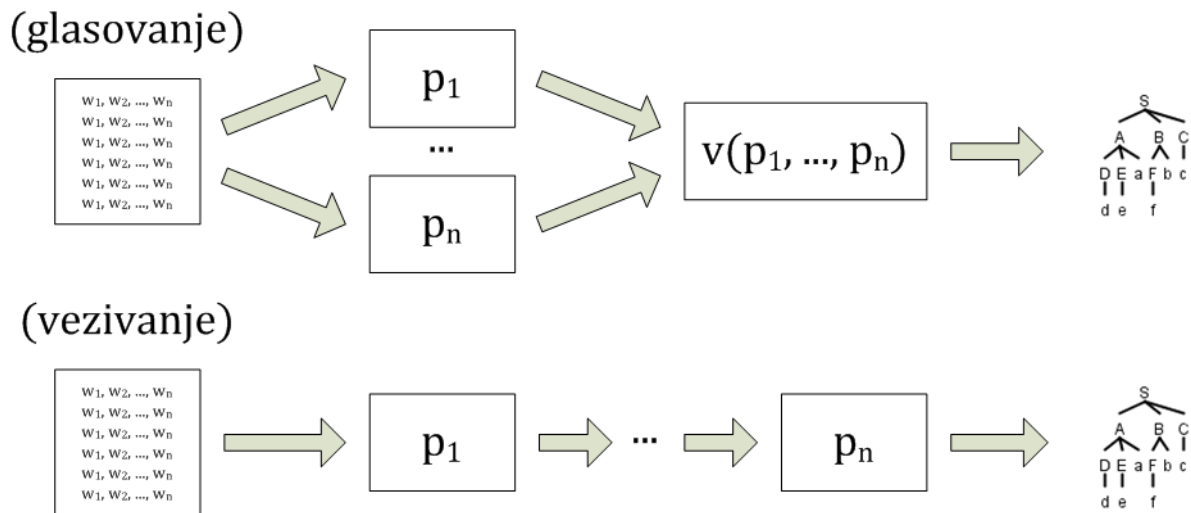 (glasovanje)
w1, w2, ..., wn
w1, w2, ..., wn
w1, w2, ..., wn
w1, w2, ..., wn
w1, w2, ..., wn
w1, w2, ..., wn
p1
...
pn
v(p1, ..., pn)
S
A B C
D E a F b c
d e f
(vezivanje)
w1, w2, ..., wn
w1, w2, ..., wn
w1, w2, ..., wn
w1, w2, ..., wn
w1, w2, ..., wn
w1, w2, ..., wn
p1
...
pn
S
A B C
D E a F b c
d e f